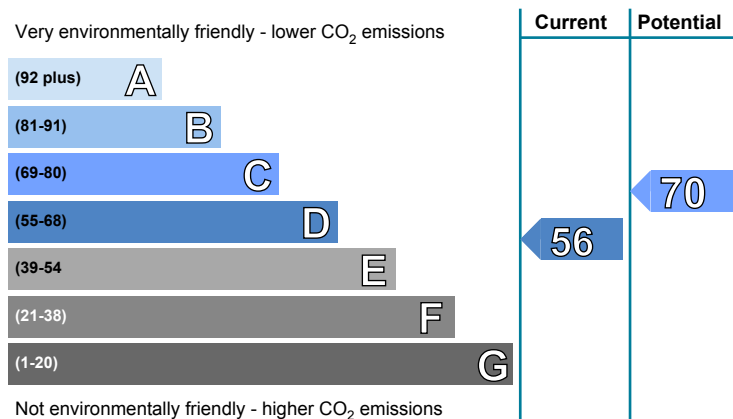 Current Potential
Very environmentally friendly - lower CO₂ emissions
(92 plus) A
(81-91) B
(69-80) C
70
(55-68) D
56
(39-54 E
(21-38) F
(1-20) G
Not environmentally friendly - higher CO₂ emissions